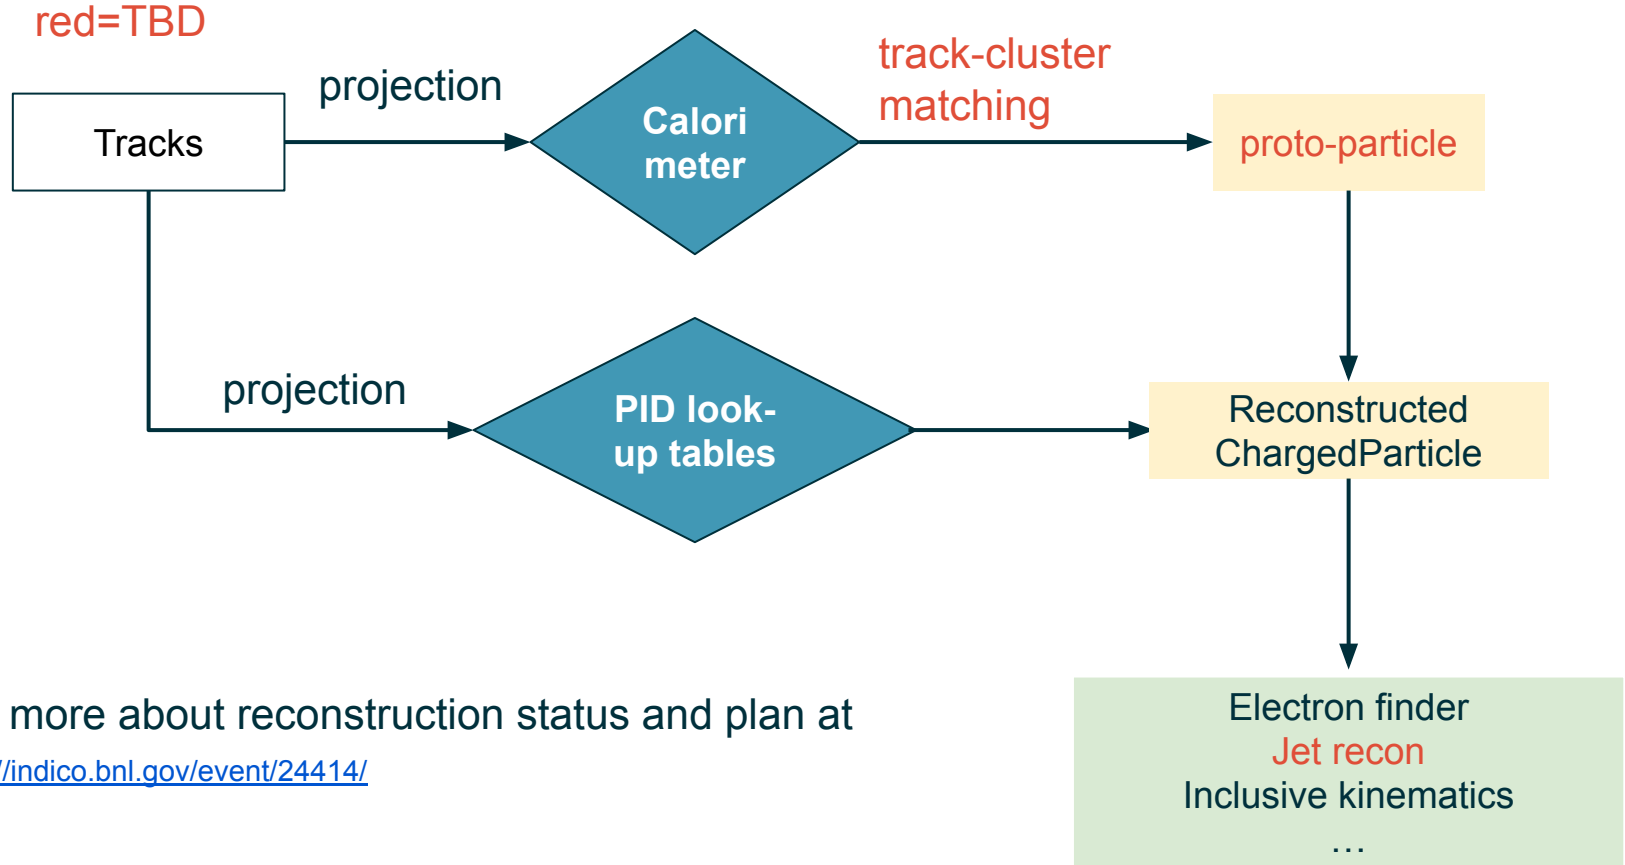 red=TBD
projection
track-cluster
matching
Tracks
Calori
meter
proto-particle
projection
PID look-
up tables
Reconstructed
ChargedParticle
more about reconstruction status and plan at
//indico.bnl.gov/event/24414/
Electron finder
Jet recon
Inclusive kinematics
…